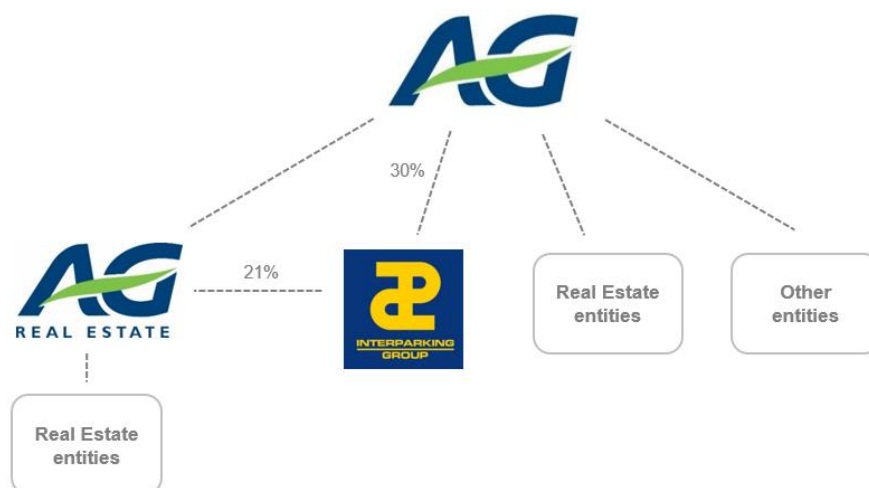 AG
30%
AG
REAL ESTATE
21%
INTERPARKING
GROUP
Real Estate
entities
Other
entities
Real Estate
entities